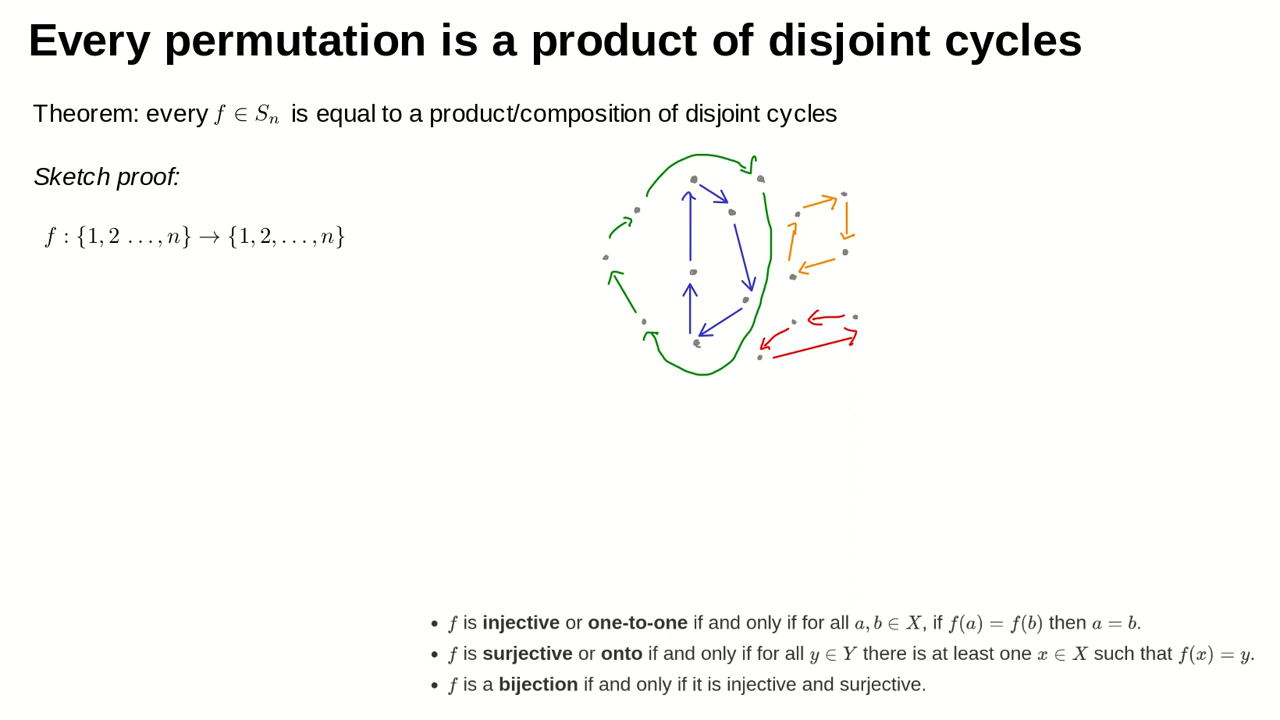 Every permutation is a product of disjoint cycles
Theorem: every f ∈ Sₙ is equal to a product/composition of disjoint cycles
Sketch proof:
f : {1, 2 …, n} → {1, 2, …, n}
• f is injective or one-to-one if and only if for all a, b ∈ X, if f(a) = f(b) then a = b.
• f is surjective or onto if and only if for all y ∈ Y there is at least one x ∈ X such that f(x) = y.
• f is a bijection if and only if it is injective and surjective.